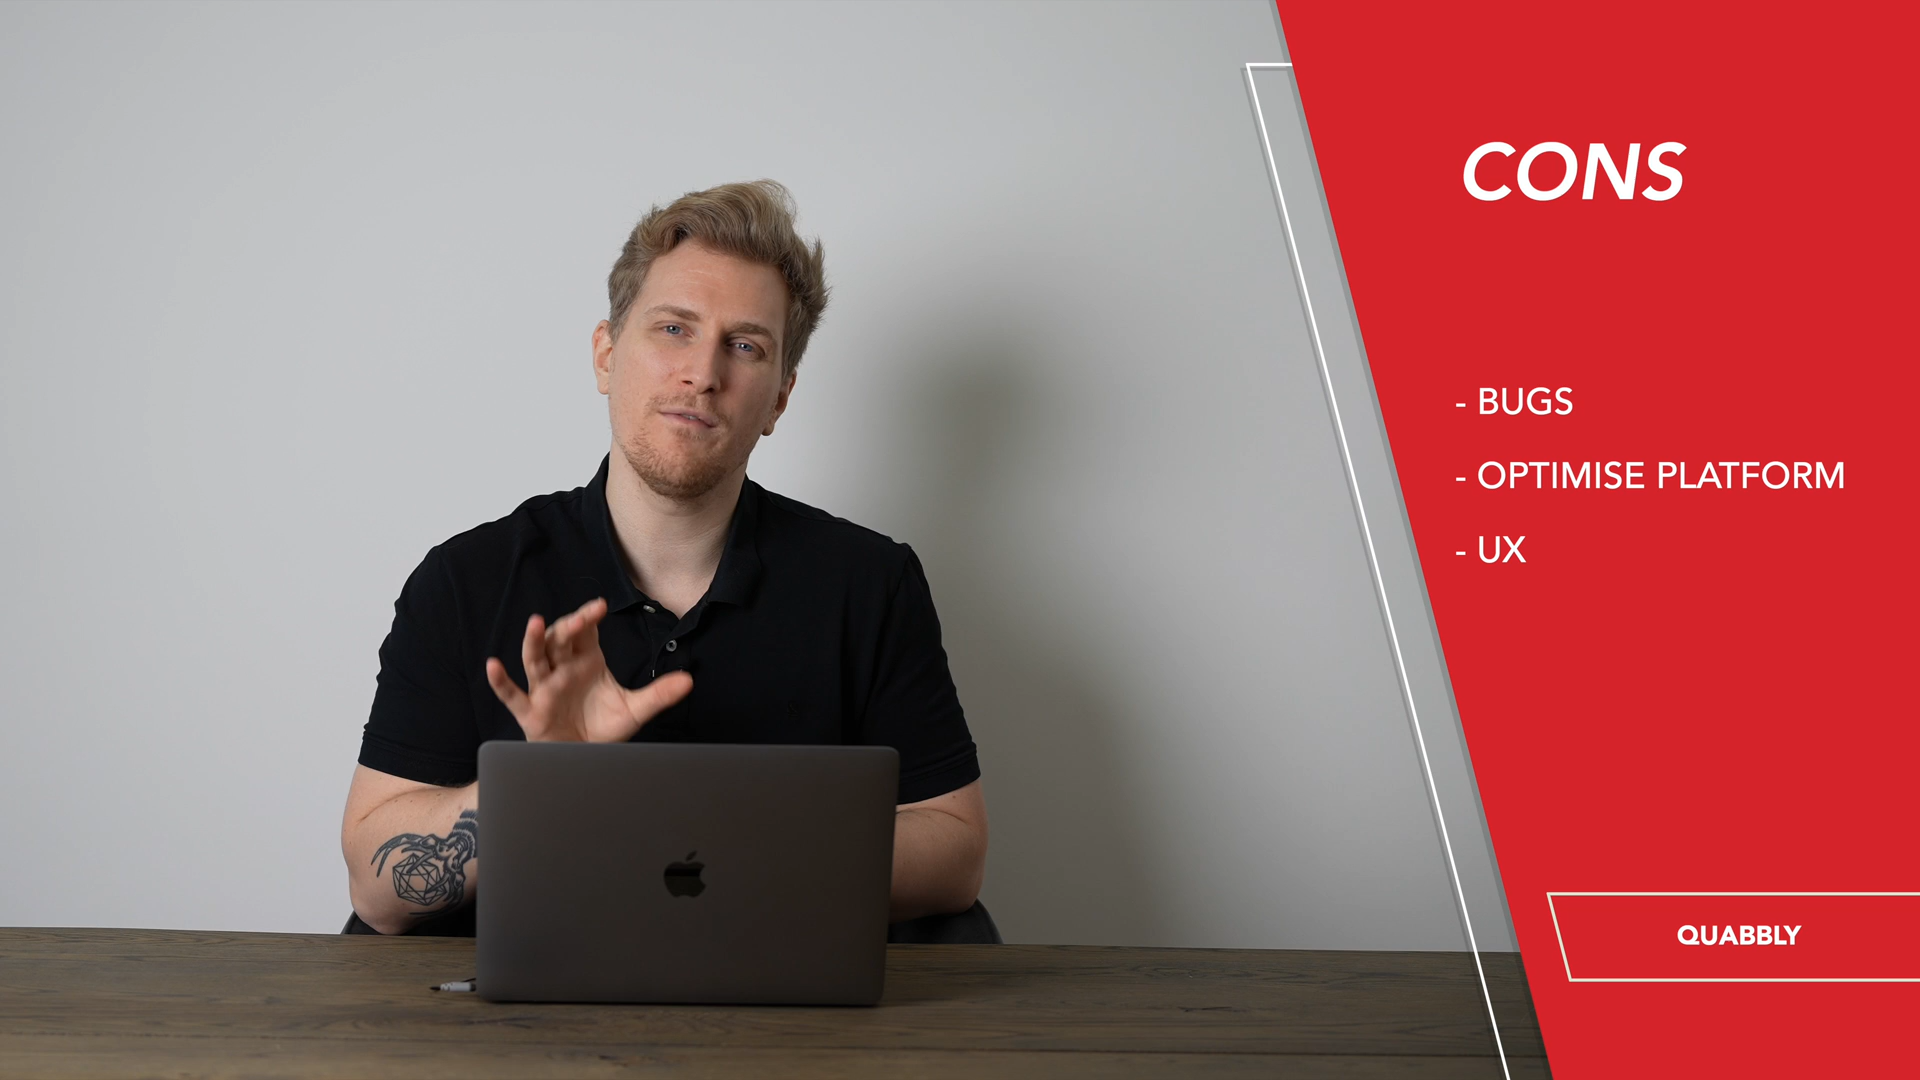 CONS
- BUGS
- OPTIMISE PLATFORM
- UX
QUABBLY